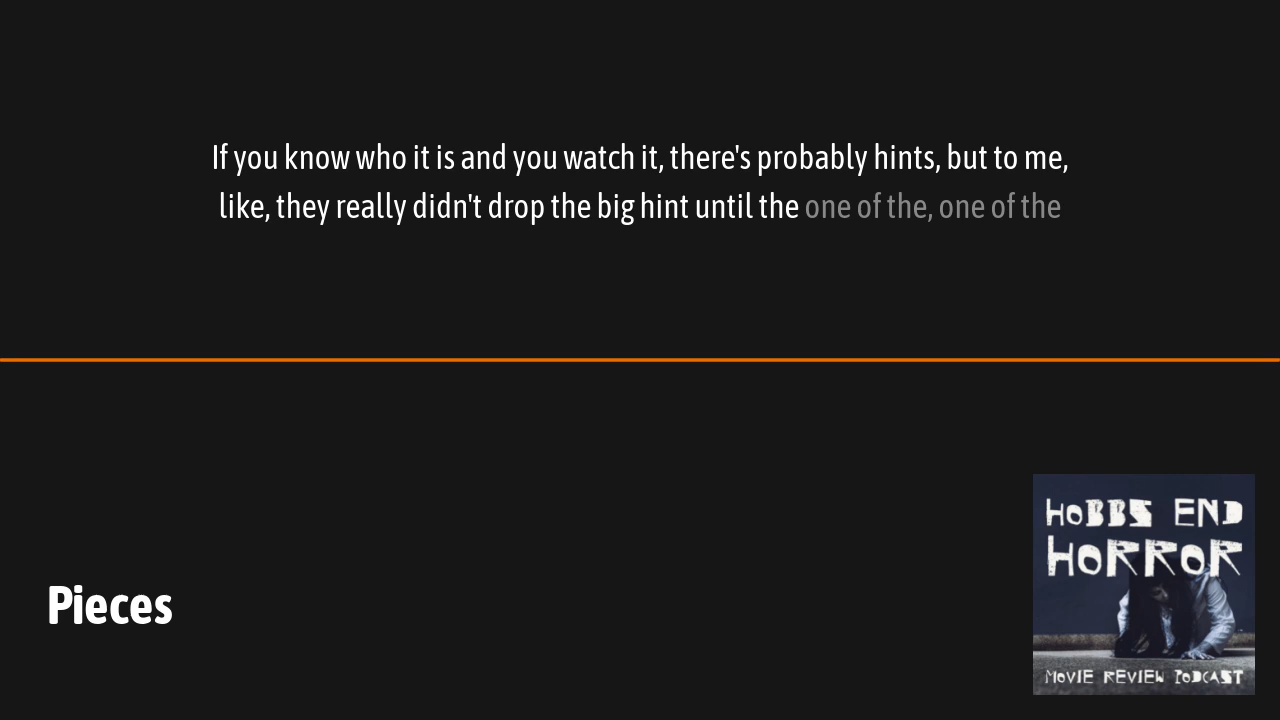 If you know who it is and you watch it, there's probably hints, but to me,
like, they really didn't drop the big hint until the one of the, one of the
Pieces
HOBBS END
HORROR
MOVIE REVIEW PODCAST